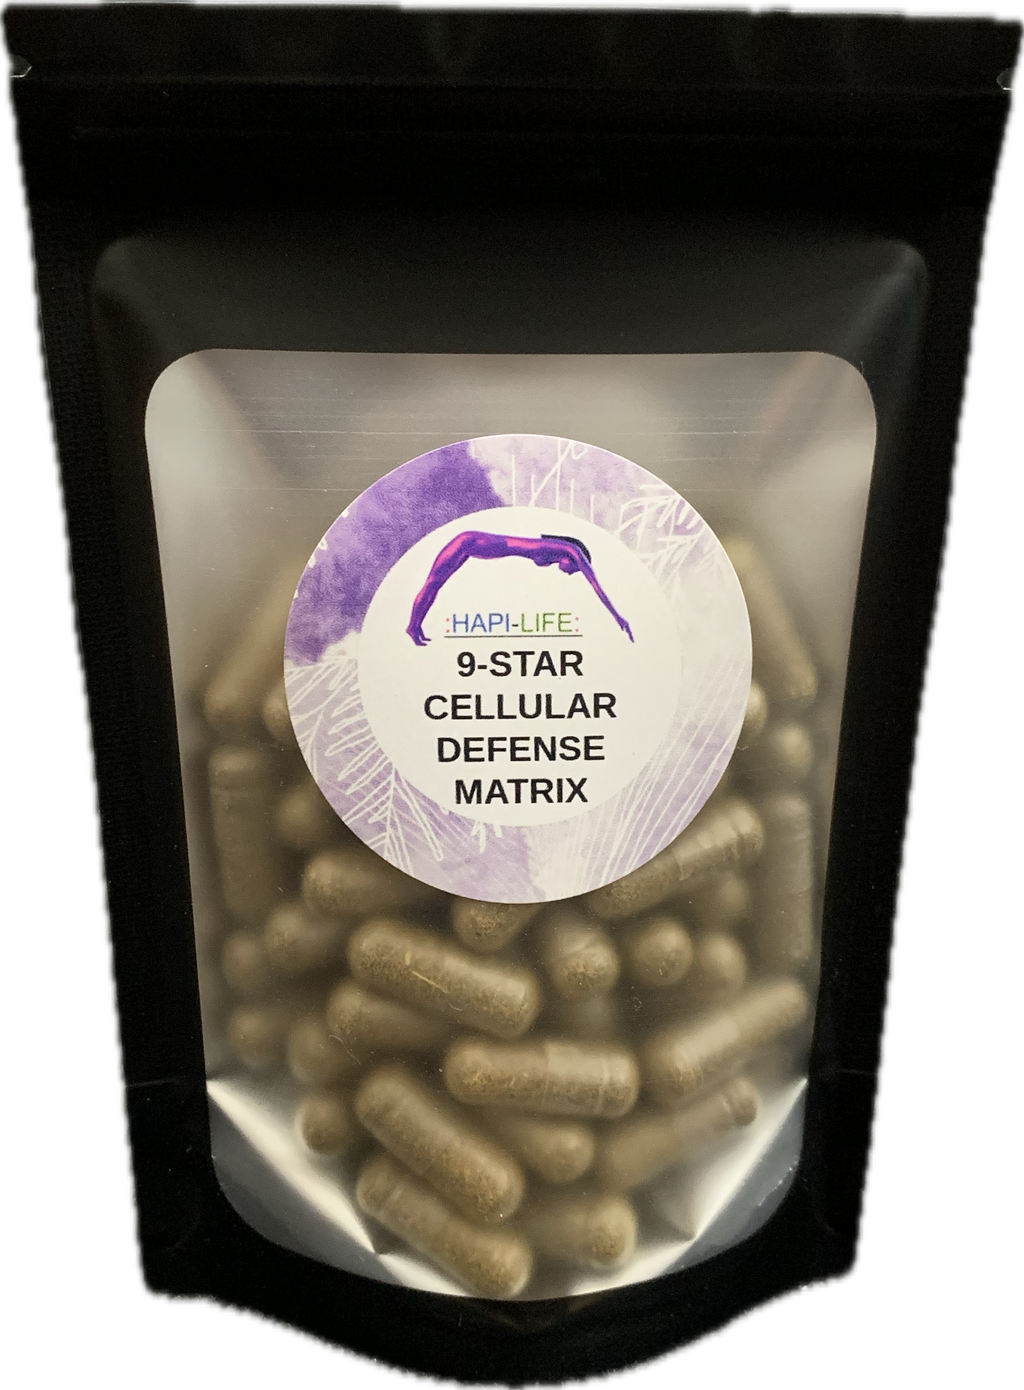 :HAPI-LIFE:
9-STAR
CELLULAR
DEFENSE
MATRIX